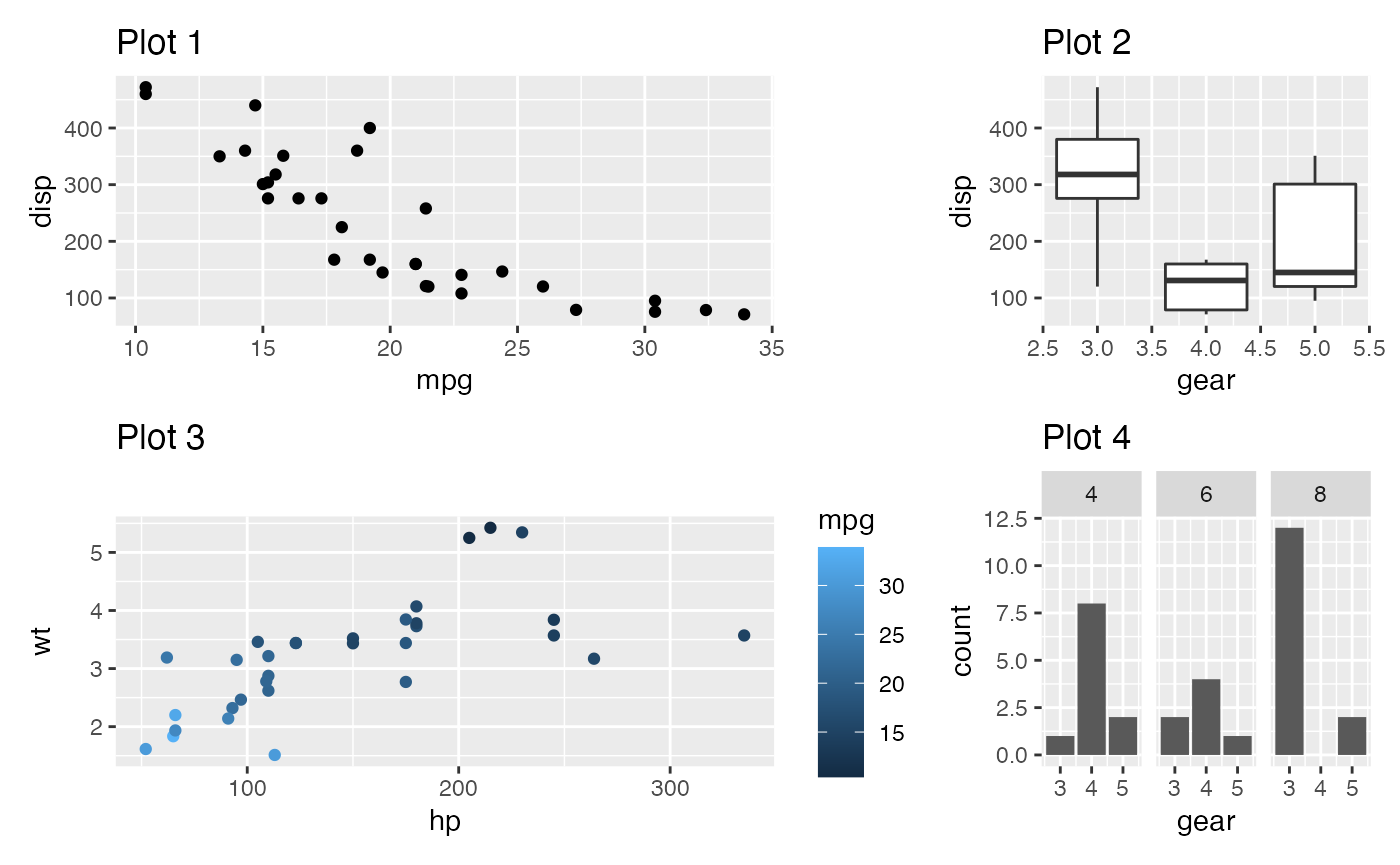 Plot 1
disp
400
300
200
100
10 15 20 25 30 35
mpg
Plot 2
disp
400
300
200
100
2.5 3.0 3.5 4.0 4.5 5.0 5.5
gear
Plot 3
wt
5
4
3
2
100 200 300
hp
mpg
30
25
20
15
Plot 4
4 6 8
count
12.5
10.0
7.5
5.0
2.5
0.0
3 4 5 3 4 5 3 4 5
gear